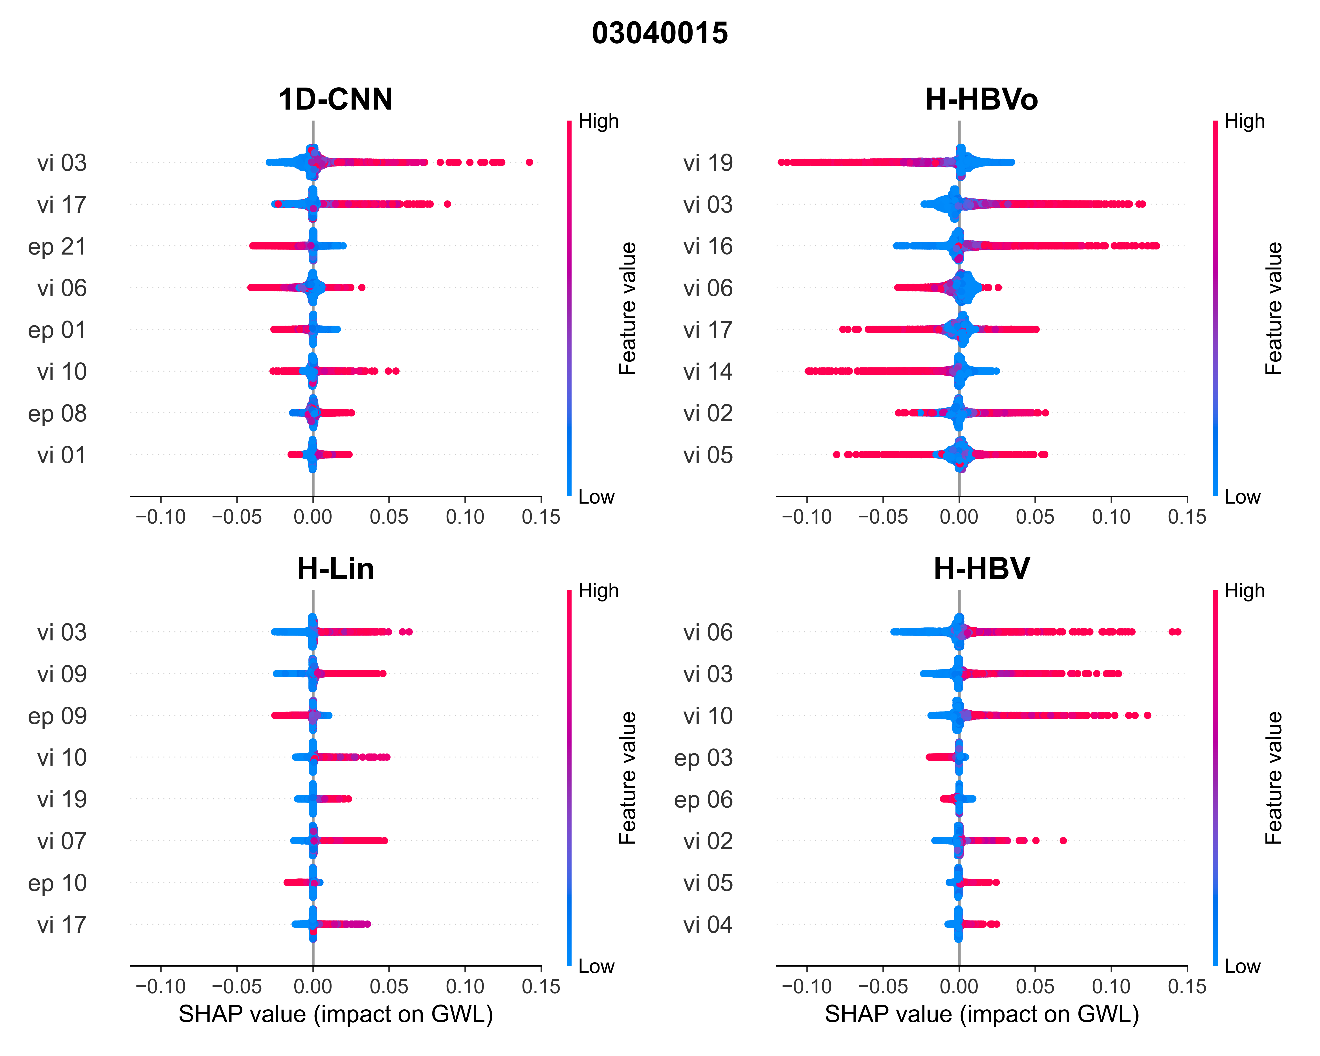 03040015
1D-CNN
High
vi 03
vi 17
ep 21
vi 06
ep 01
vi 10
ep 08
vi 01
Feature value
Low
−0.10 −0.05 0.00 0.05 0.10 0.15
H-HBVo
High
vi 19
vi 03
vi 16
vi 06
vi 17
vi 14
vi 02
vi 05
Feature value
Low
−0.10 −0.05 0.00 0.05 0.10 0.15
H-Lin
High
vi 03
vi 09
ep 09
vi 10
vi 19
vi 07
ep 10
vi 17
Feature value
Low
−0.10 −0.05 0.00 0.05 0.10 0.15
SHAP value (impact on GWL)
H-HBV
High
vi 06
vi 03
vi 10
ep 03
ep 06
vi 02
vi 05
vi 04
Feature value
Low
−0.10 −0.05 0.00 0.05 0.10 0.15
SHAP value (impact on GWL)